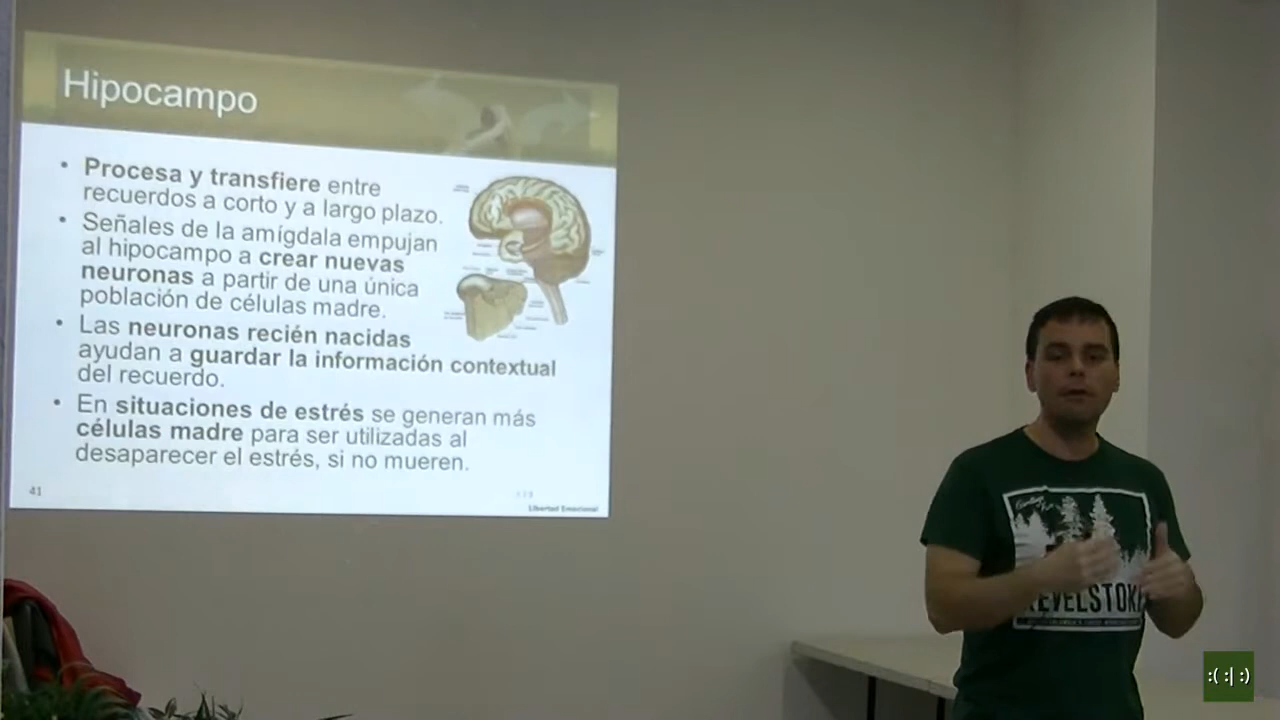 Hipocampo
• Procesa y transfiere entre
recuerdos a corto y a largo plazo.
• Señales de la amígdala empujan
al hipocampo a crear nuevas
neuronas a partir de una única
población de células madre.
• Las neuronas recién nacidas
ayudan a guardar la información contextual
del recuerdo.
• En situaciones de estrés se generan más
células madre para ser utilizadas al
desaparecer el estrés, si no mueren.
41
Libertad Emocional
REVELSTOK
:( :| :)